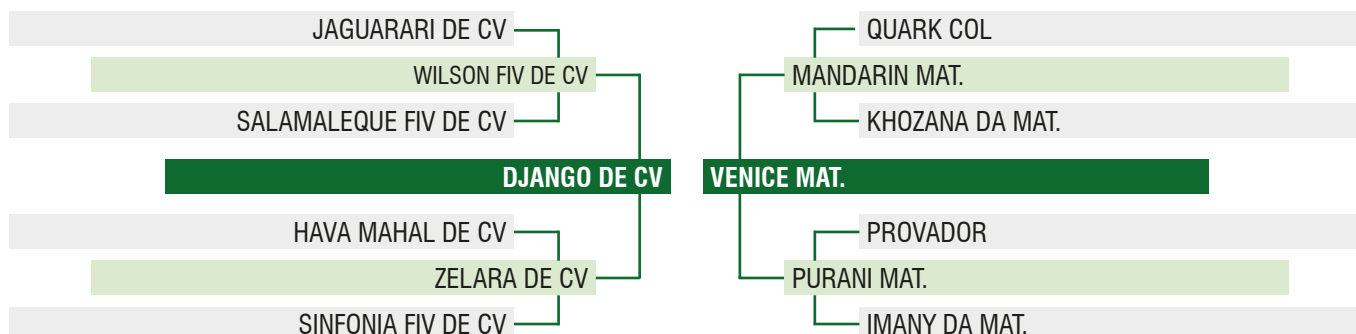 JAGUARARI DE CV
QUARK COL
WILSON FIV DE CV
MANDARIN MAT.
SALAMALEQUE FIV DE CV
KHOZANA DA MAT.
DJANGO DE CV
VENICE MAT.
HAVA MAHAL DE CV
PROVADOR
ZELARA DE CV
PURANI MAT.
SINFONIA FIV DE CV
IMANY DA MAT.